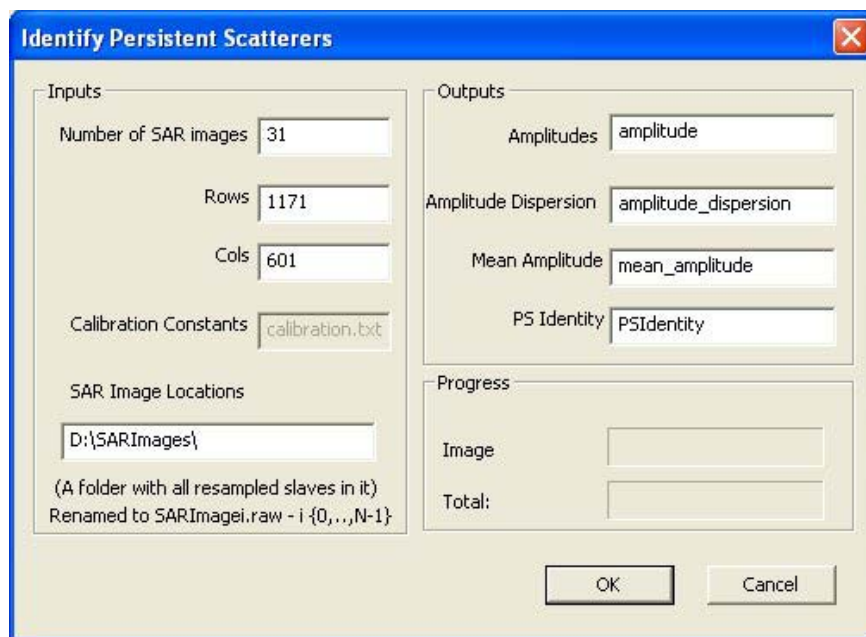 Identify Persistent Scatterers
Inputs
Number of SAR images 31
Rows 1171
Cols 601
Calibration Constants calibration.txt
SAR Image Locations
D:\SARImages\
(A folder with all resampled slaves in it)
Renamed to SARImagei.raw - i {0,..,N-1}
Outputs
Amplitudes amplitude
Amplitude Dispersion amplitude_dispersion
Mean Amplitude mean_amplitude
PS Identity PSIdentity
Progress
Image
Total:
OK
Cancel